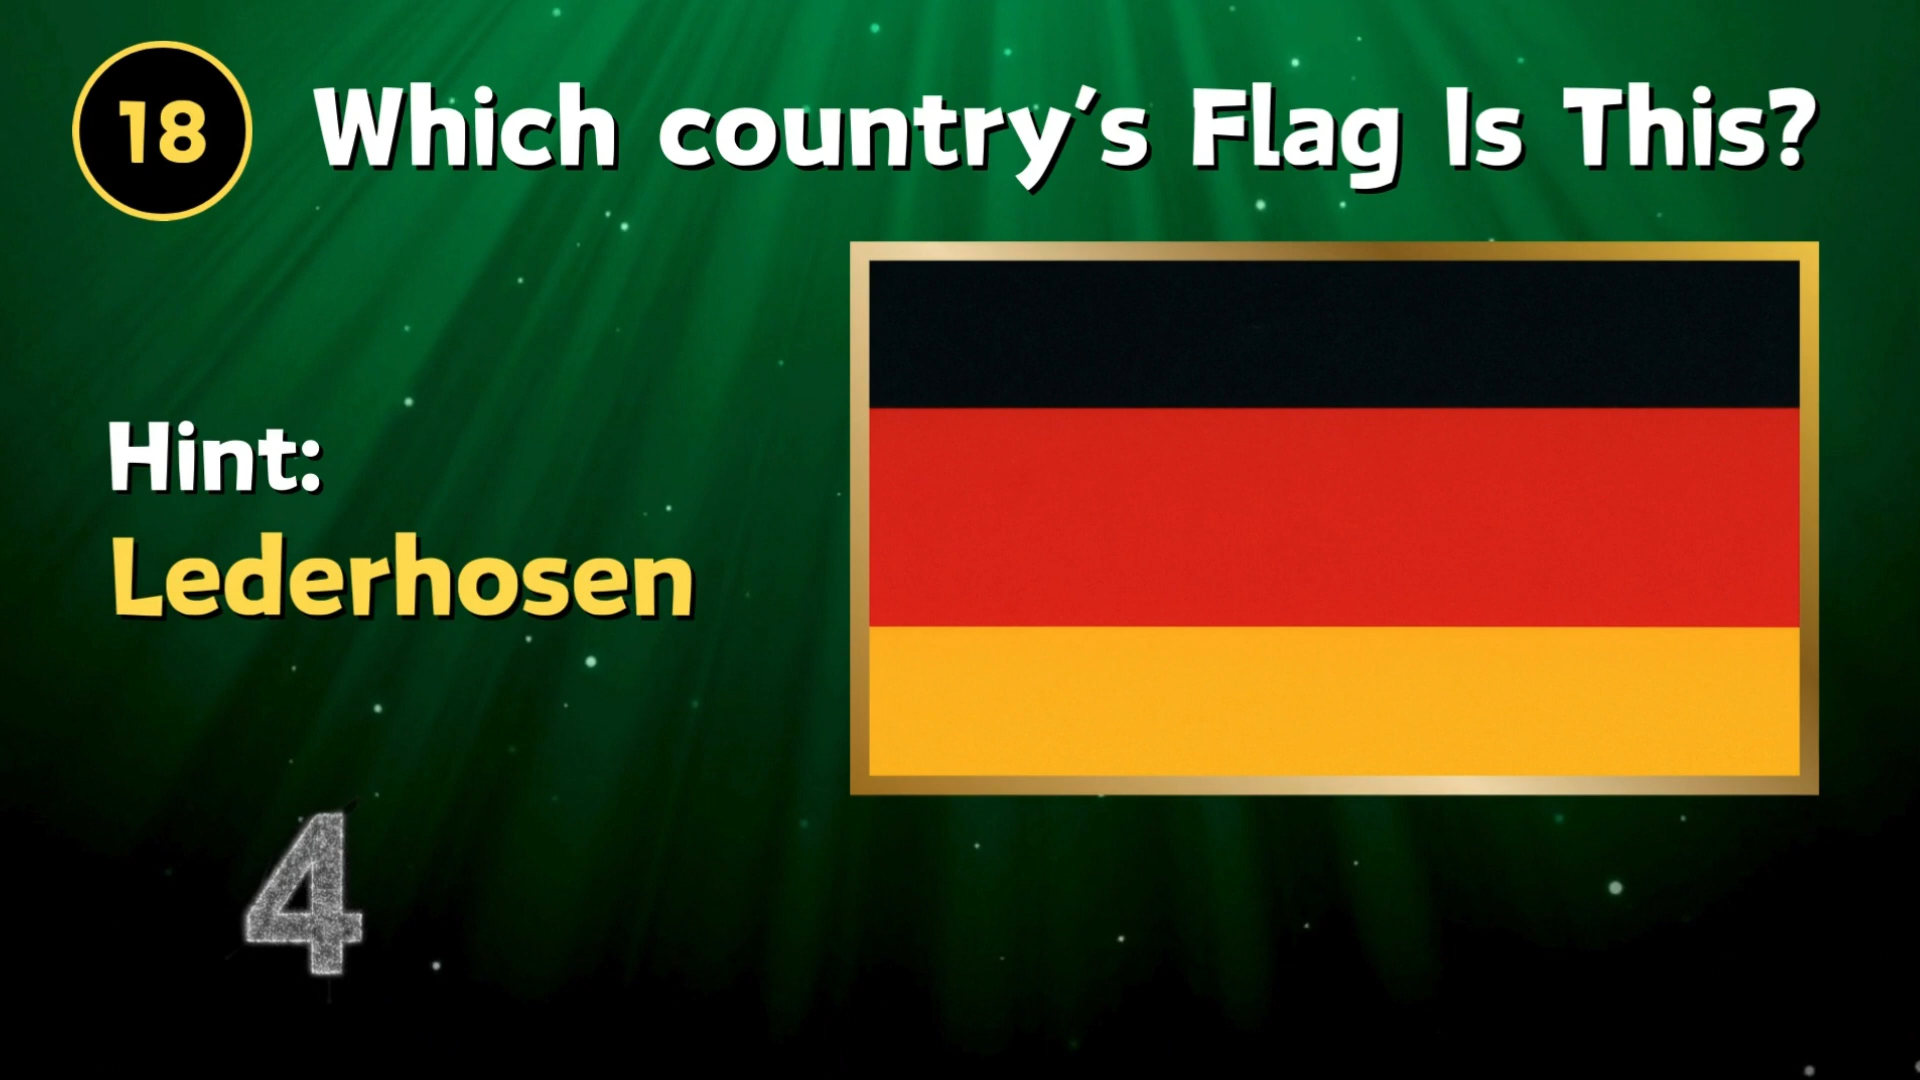 18
Which country's Flag Is This?
Hint:
Lederhosen
4